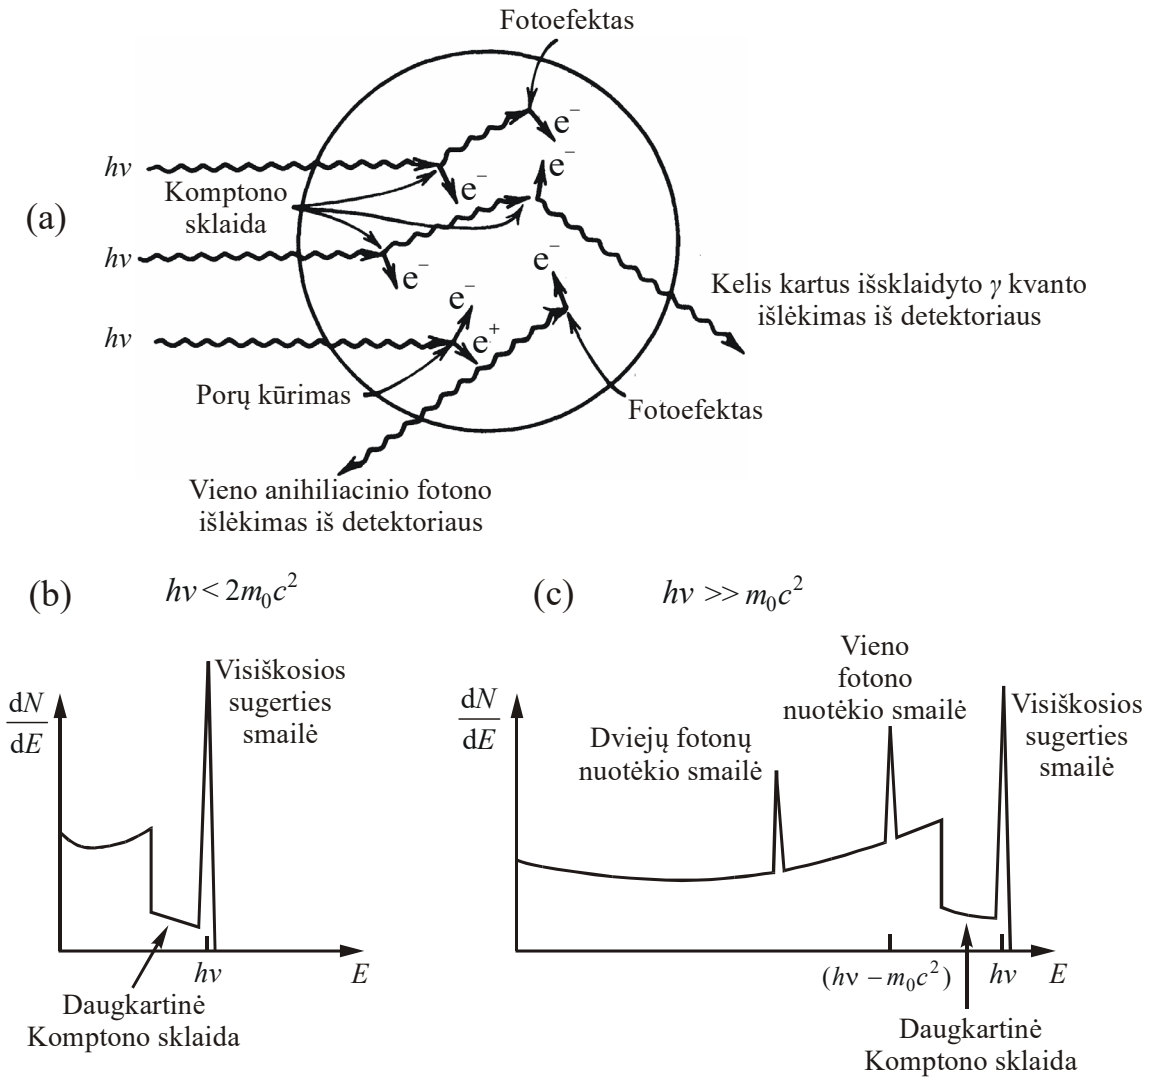 Fotoefektas
e⁻
e⁻
hν
Komptono
sklaida
e⁻
(a)
hν
e⁻
e⁻
Kelis kartus išsklaidyto γ kvanto
išlėkimas iš detektoriaus
e⁻
hν
e⁺
Porų kūrimas
Fotoefektas
Vieno anihiliacinio fotono
išlėkimas iš detektoriaus
(b)
hν < 2m₀c²
dN
dE
Visiškosios
sugerties
smailė
hν
E
Daugkartinė
Komptono sklaida
(c)
hν >> m₀c²
dN
dE
Dviejų fotonų
nuotėkio smailė
Vieno
fotono
nuotėkio smailė
Visiškosios
sugerties
smailė
(hν – m₀c²)
hν
E
Daugkartinė
Komptono sklaida